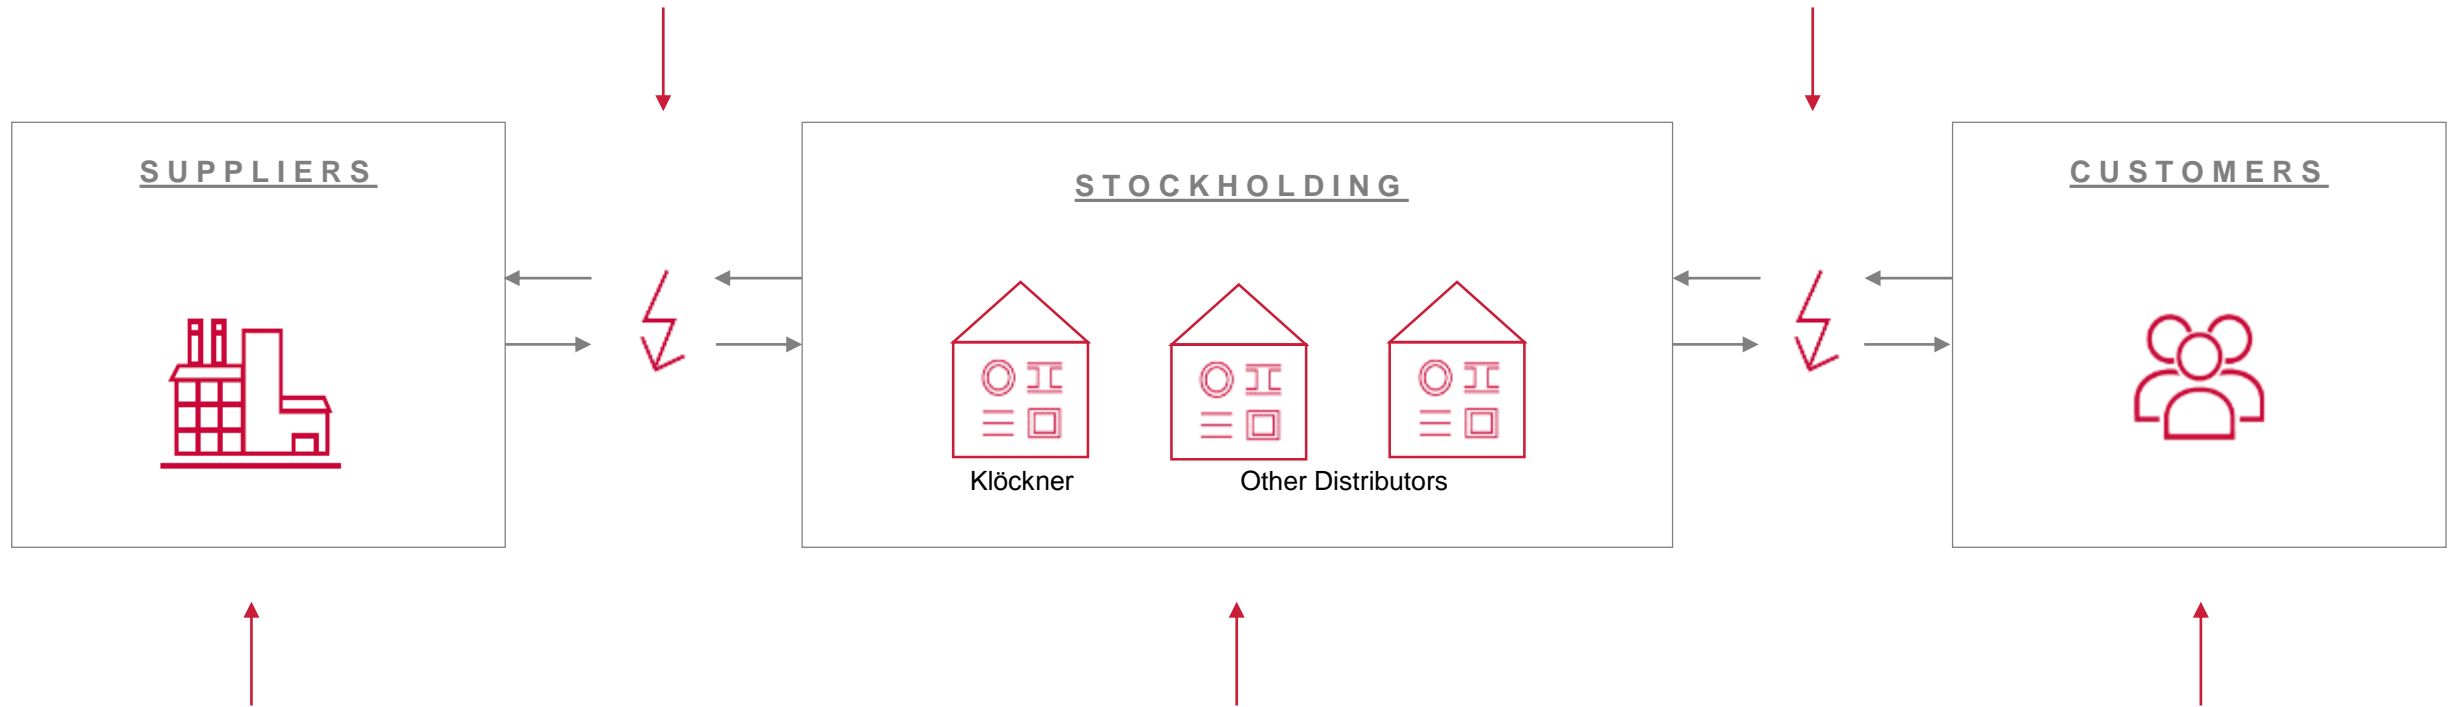 SUPPLIERS
STOCKHOLDING
CUSTOMERS
Klöckner
Other Distributors